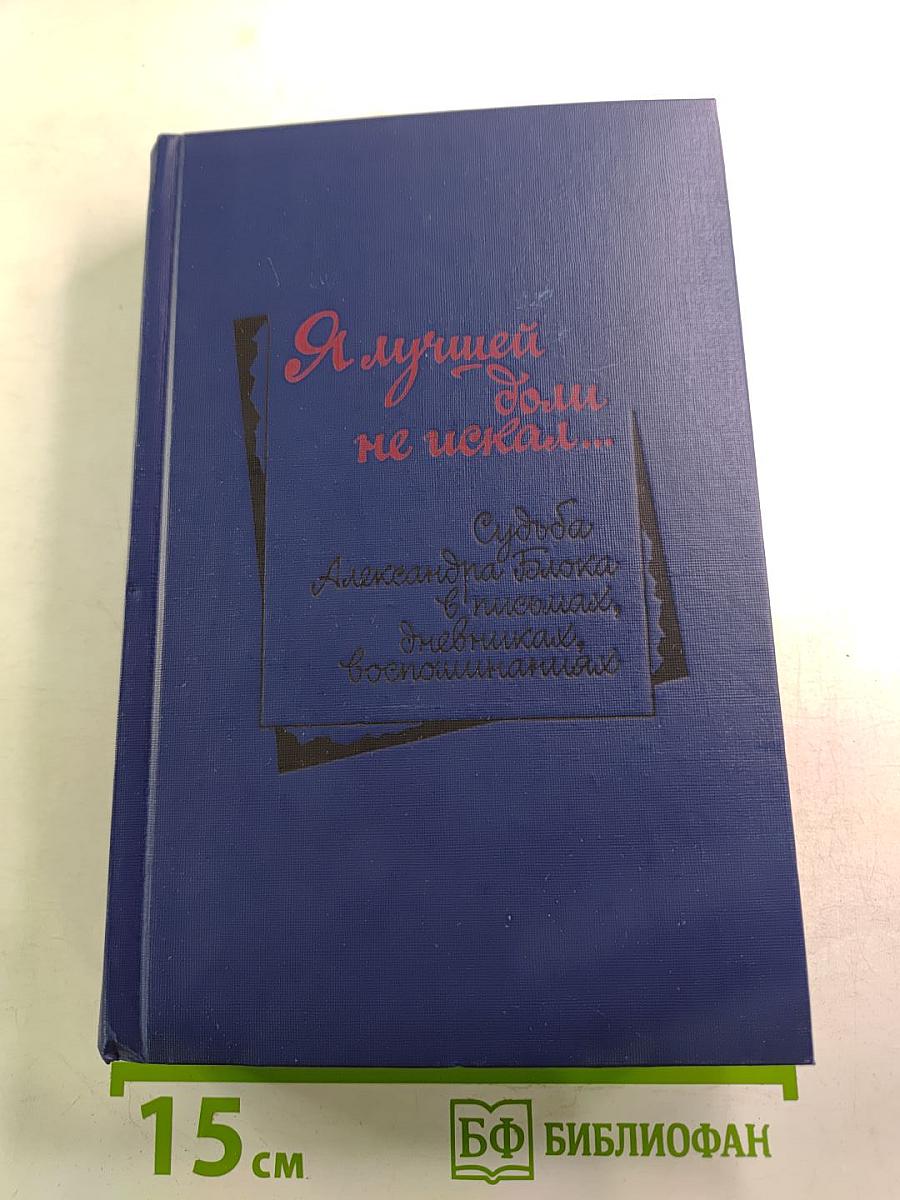 Я лучшей
доли
не искал...
Судьба
Александра Блока
в письмах,
дневниках,
воспоминаниях
15 см
БФ БИБЛИОФАН